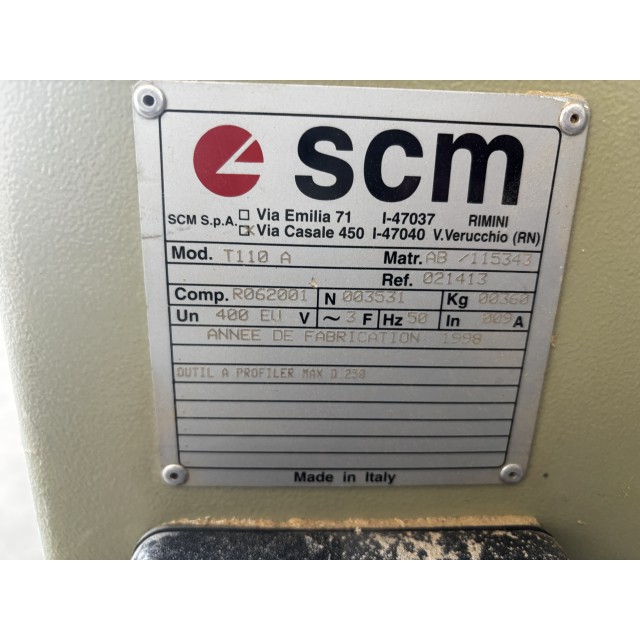 scm
SCM S.p.A. □ Via Emilia 71 I-47037 RIMINI
☒ Via Casale 450 I-47040 V.Verucchio (RN)
Mod. T110 A Matr. AB /115343
Ref. 021413
Comp. R062001 N 003531 Kg 00360
Un 400 EU V ~ 3 F Hz 50 In 009 A
ANNEE DE FABRICATION 1998
OUTIL A PROFILER MAX D.250
Made in Italy